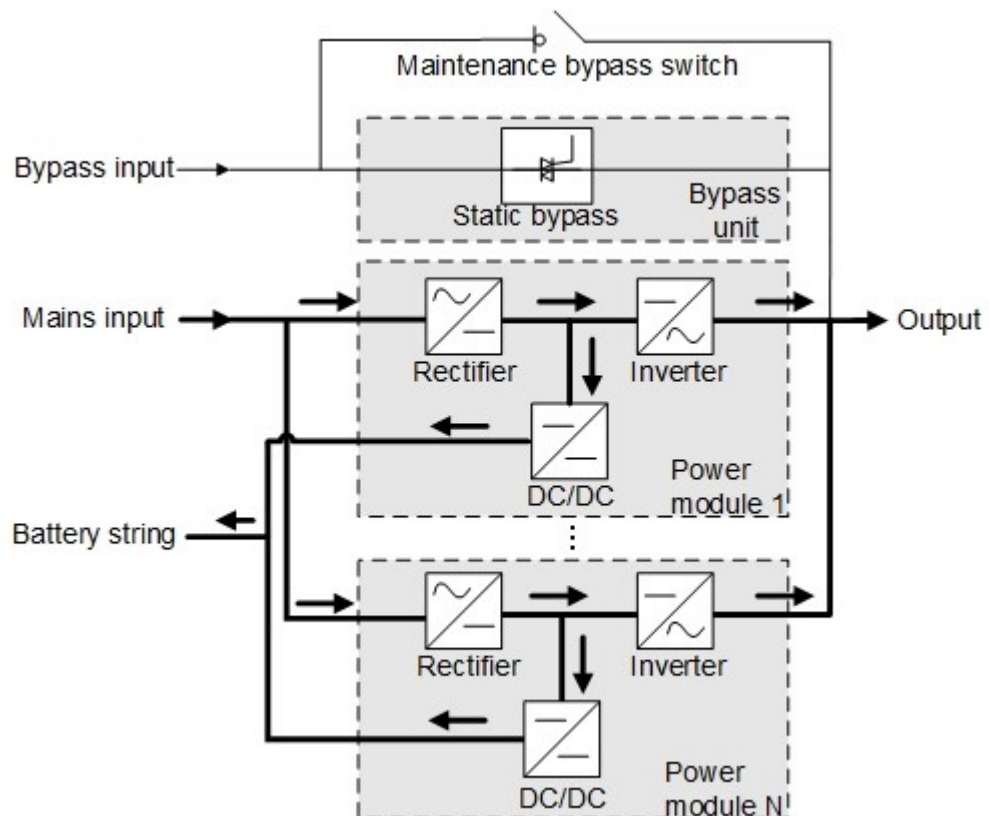 Maintenance bypass switch
Bypass input
Static bypass
Bypass
unit
Mains input
Output
Rectifier
Inverter
DC/DC
Power
module 1
Battery string
Rectifier
Inverter
DC/DC
Power
module N